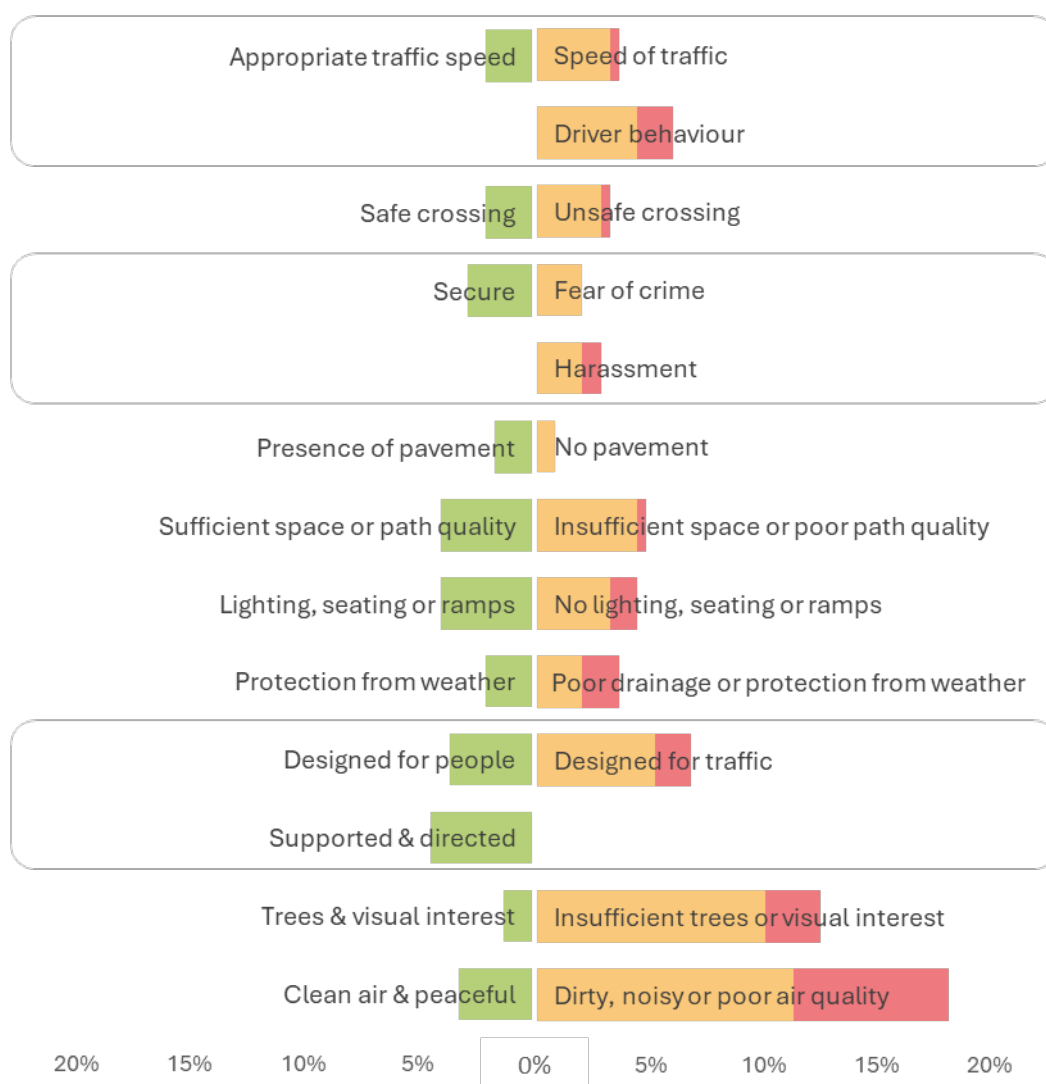 Appropriate traffic speed Speed of traffic
Driver behaviour
Safe crossing Unsafe crossing
Secure Fear of crime
Harassment
Presence of pavement No pavement
Sufficient space or path quality Insufficient space or poor path quality
Lighting, seating or ramps No lighting, seating or ramps
Protection from weather Poor drainage or protection from weather
Designed for people Designed for traffic
Supported & directed
Trees & visual interest Insufficient trees or visual interest
Clean air & peaceful Dirty, noisy or poor air quality
20% 15% 10% 5% 0% 5% 10% 15% 20%